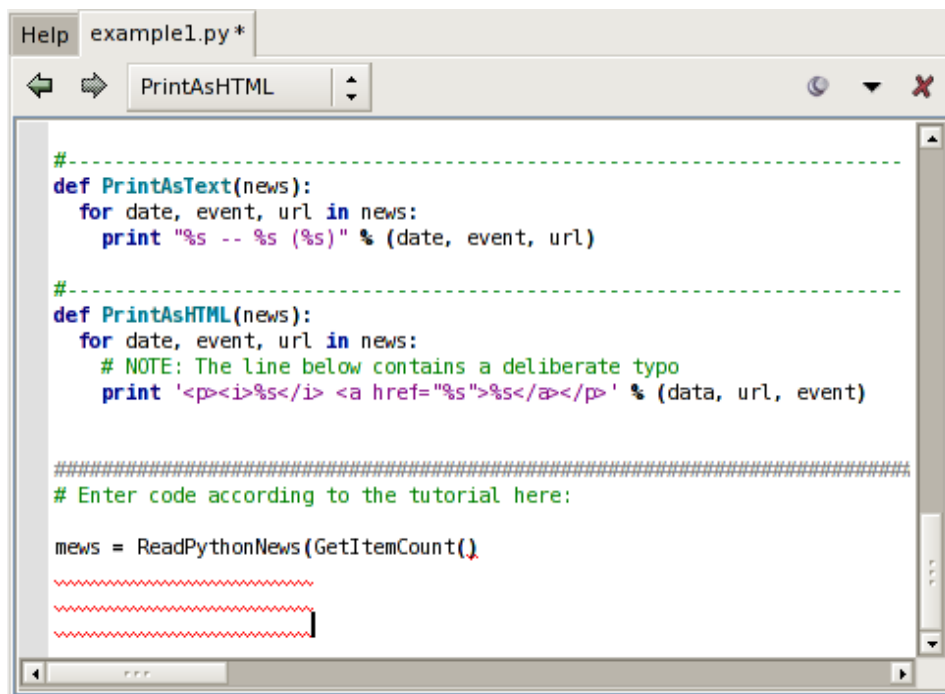 Help example1.py*
PrintAsHTML
#-----------------------------------------------------------------------
def PrintAsText(news):
  for date, event, url in news:
    print "%s -- %s (%s)" % (date, event, url)
#-----------------------------------------------------------------------
def PrintAsHTML(news):
  for date, event, url in news:
    # NOTE: The line below contains a deliberate typo
    print '<p><i>%s</i> <a href="%s">%s</a></p>' % (data, url, event)
########################################################################
# Enter code according to the tutorial here:
mews = ReadPythonNews(GetItemCount()